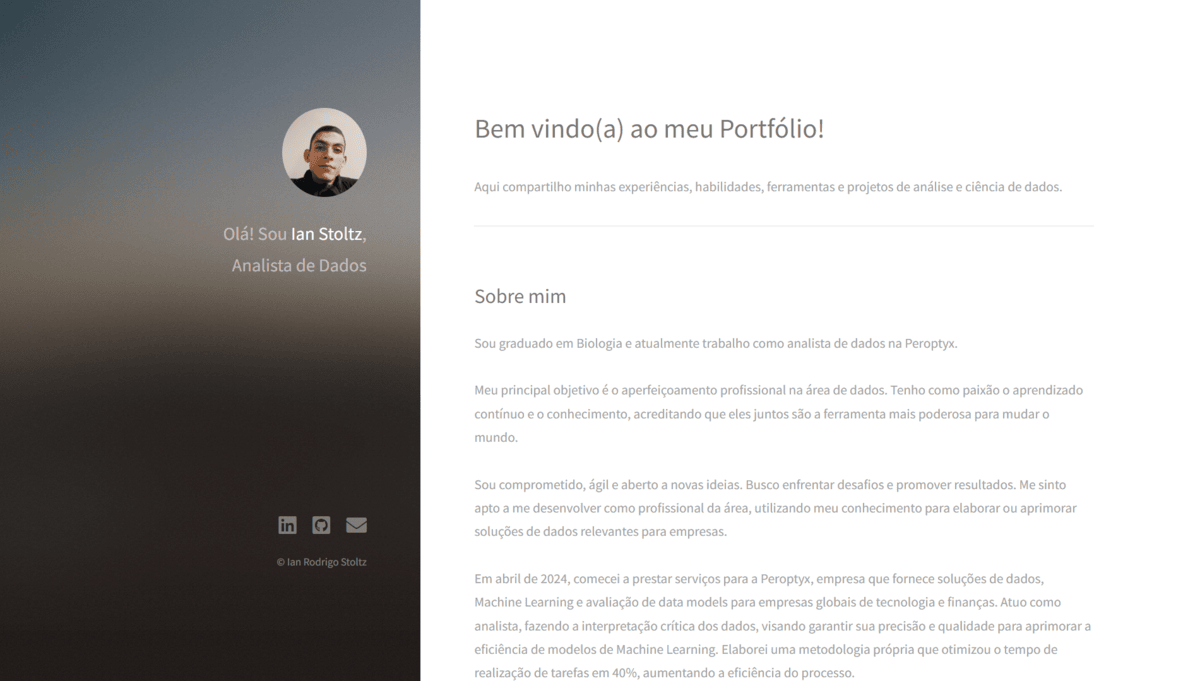 Olá! Sou Ian Stoltz,
Analista de Dados
in
© Ian Rodrigo Stoltz
Bem vindo(a) ao meu Portfólio!
Aqui compartilho minhas experiências, habilidades, ferramentas e projetos de análise e ciência de dados.
Sobre mim
Sou graduado em Biologia e atualmente trabalho como analista de dados na Peroptyx.
Meu principal objetivo é o aperfeiçoamento profissional na área de dados. Tenho como paixão o aprendizado
contínuo e o conhecimento, acreditando que eles juntos são a ferramenta mais poderosa para mudar o
mundo.
Sou comprometido, ágil e aberto a novas ideias. Busco enfrentar desafios e promover resultados. Me sinto
apto a me desenvolver como profissional da área, utilizando meu conhecimento para elaborar ou aprimorar
soluções de dados relevantes para empresas.
Em abril de 2024, comecei a prestar serviços para a Peroptyx, empresa que fornece soluções de dados,
Machine Learning e avaliação de data models para empresas globais de tecnologia e finanças. Atuo como
analista, fazendo a interpretação crítica dos dados, visando garantir sua precisão e qualidade para aprimorar a
eficiência de modelos de Machine Learning. Elaborei uma metodologia própria que otimizou o tempo de
realização de tarefas em 40%, aumentando a eficiência do processo.